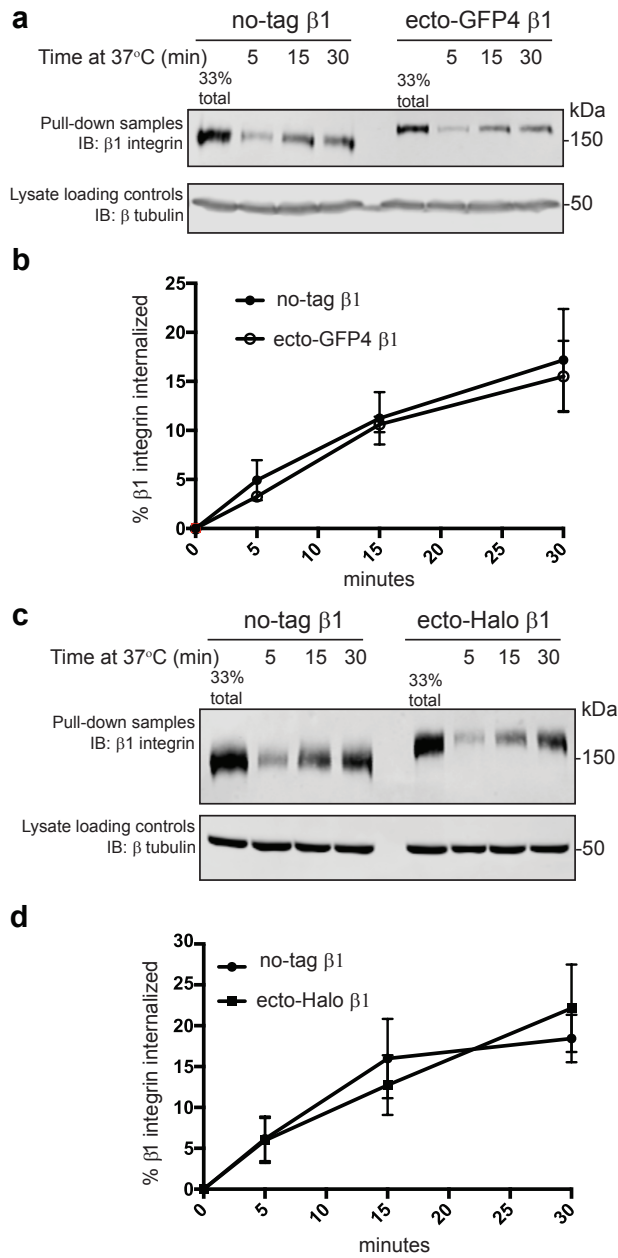 a
no-tag β1
ecto-GFP4 β1
Time at 37°C (min)
5 15 30
5 15 30
33%
total
33%
total
kDa
Pull-down samples
IB: β1 integrin
-150
Lysate loading controls
IB: β tubulin
-50
b
25
20
15
10
5
0
% β1 integrin internalized
no-tag β1
ecto-GFP4 β1
0 5 10 15 20 25 30
minutes
c
no-tag β1
ecto-Halo β1
Time at 37°C (min)
5 15 30
5 15 30
33%
total
33%
total
kDa
Pull-down samples
IB: β1 integrin
-150
Lysate loading controls
IB: β tubulin
-50
d
30
25
20
15
10
5
0
% β1 integrin internalized
no-tag β1
ecto-Halo β1
0 5 10 15 20 25 30
minutes